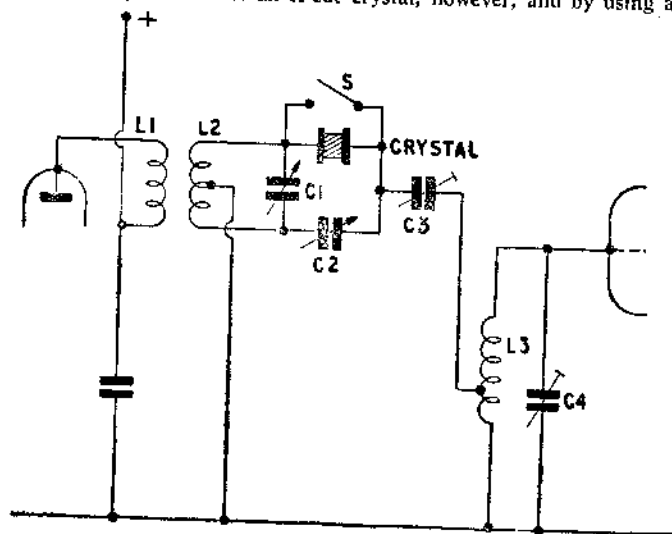 crystal, however, and by using a
+
S
L1
L2
CRYSTAL
C1
C3
C2
L3
C4